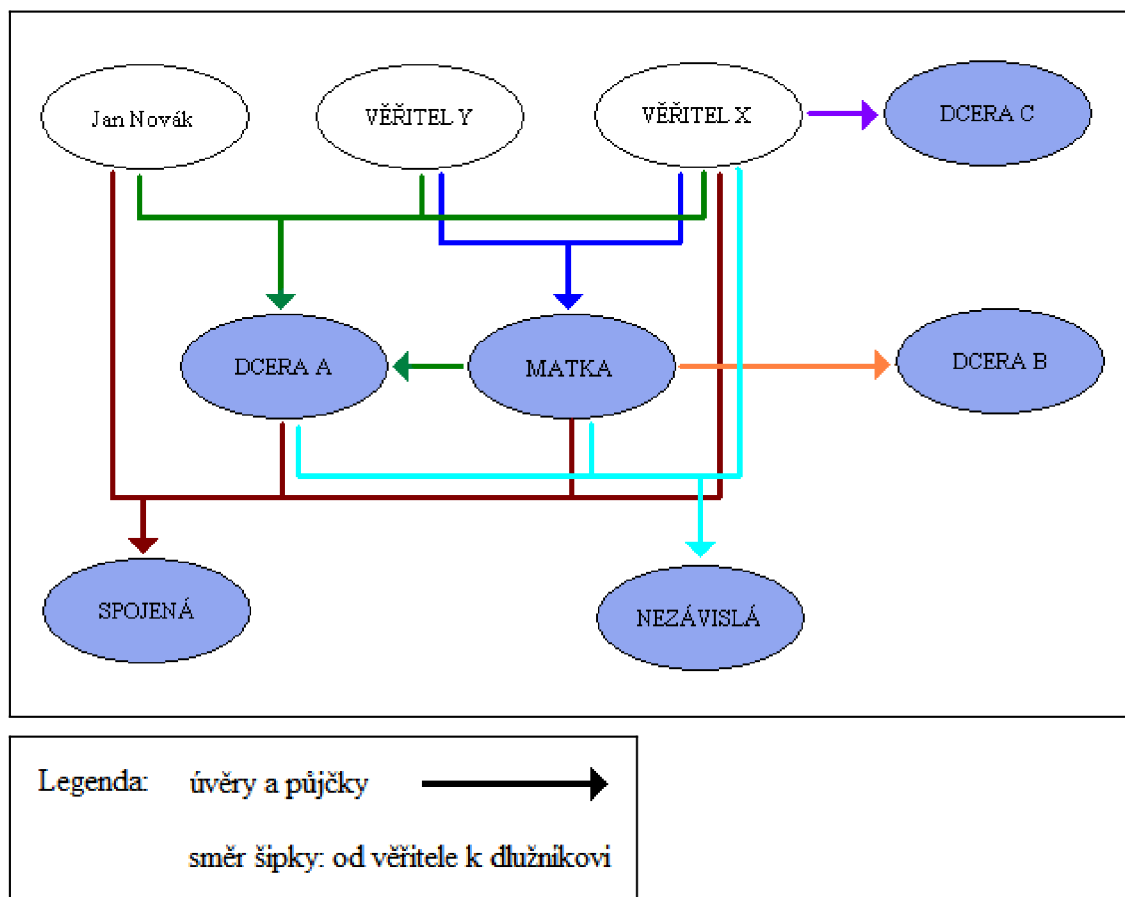 Jan Novák
VĚŘITEL Y
VĚŘITEL X
DCERA C
DCERA A
MATKA
DCERA B
SPOJENÁ
NEZÁVISLÁ
Legenda: úvěry a půjčky
směr šipky: od věřitele k dlužníkovi